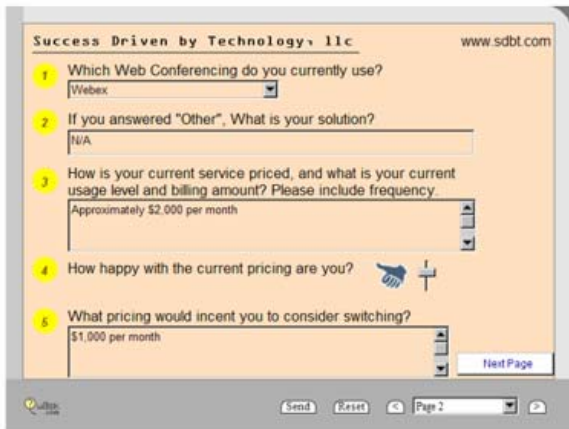 Success Driven by Technology, llc
www.sdbt.com
1 Which Web Conferencing do you currently use?
Webex
2 If you answered "Other", What is your solution?
N/A
3 How is your current service priced, and what is your current
usage level and billing amount? Please include frequency.
Approximately $2,000 per month
4 How happy with the current pricing are you?
5 What pricing would incent you to consider switching?
$1,000 per month
Next Page
Send Reset < Page 2 >